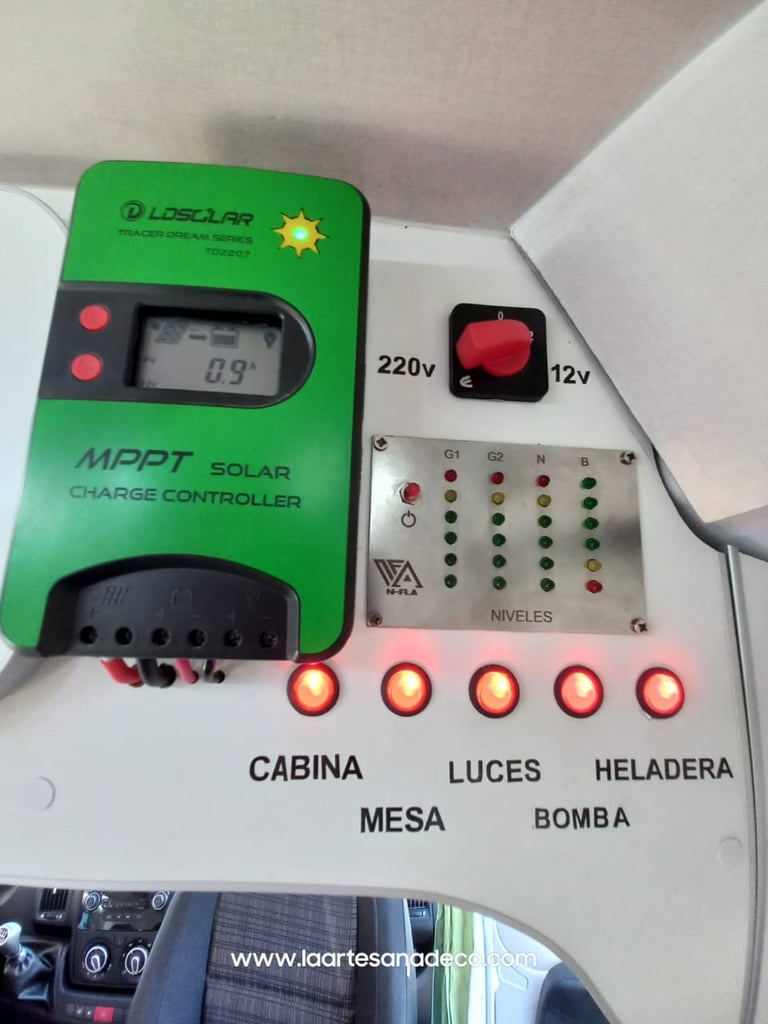 LDSOLAR
TRACER DREAM SERIES
TD2207
0.9 A
MPPT SOLAR
CHARGE CONTROLLER
0
220v
12v
G1 G2 N B
N-FLA
NIVELES
CABINA
LUCES
HELADERA
MESA
BOMBA
www.laartesanadeco.com